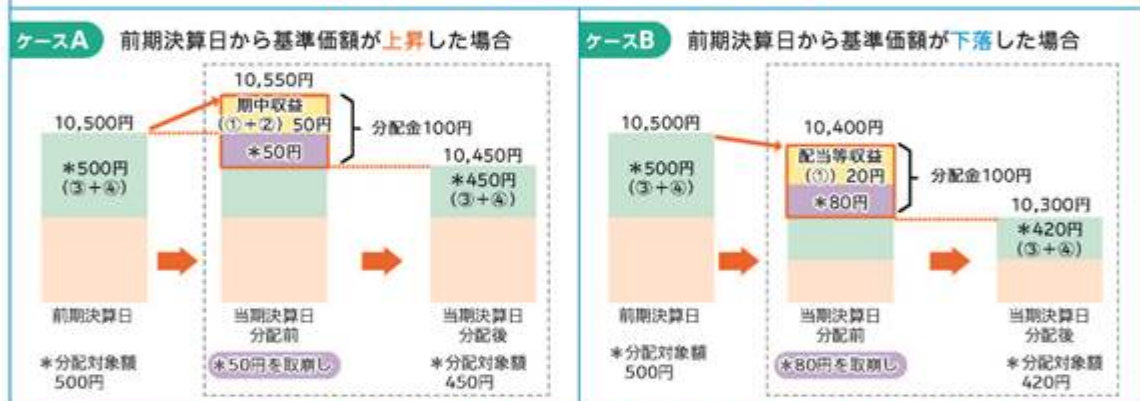 ケースA 前期決算日から基準価額が上昇した場合
10,550円
期中収益
(①+②) 50円
*50円
分配金100円
10,500円
*500円
(③+④)
10,450円
*450円
(③+④)
前期決算日
当期決算日
分配前
当期決算日
分配後
*分配対象額
500円
*50円を取崩し
*分配対象額
450円
ケースB 前期決算日から基準価額が下落した場合
10,500円
*500円
(③+④)
10,400円
配当等収益
(①) 20円
*80円
分配金100円
10,300円
*420円
(③+④)
前期決算日
当期決算日
分配前
当期決算日
分配後
*分配対象額
500円
*80円を取崩し
*分配対象額
420円